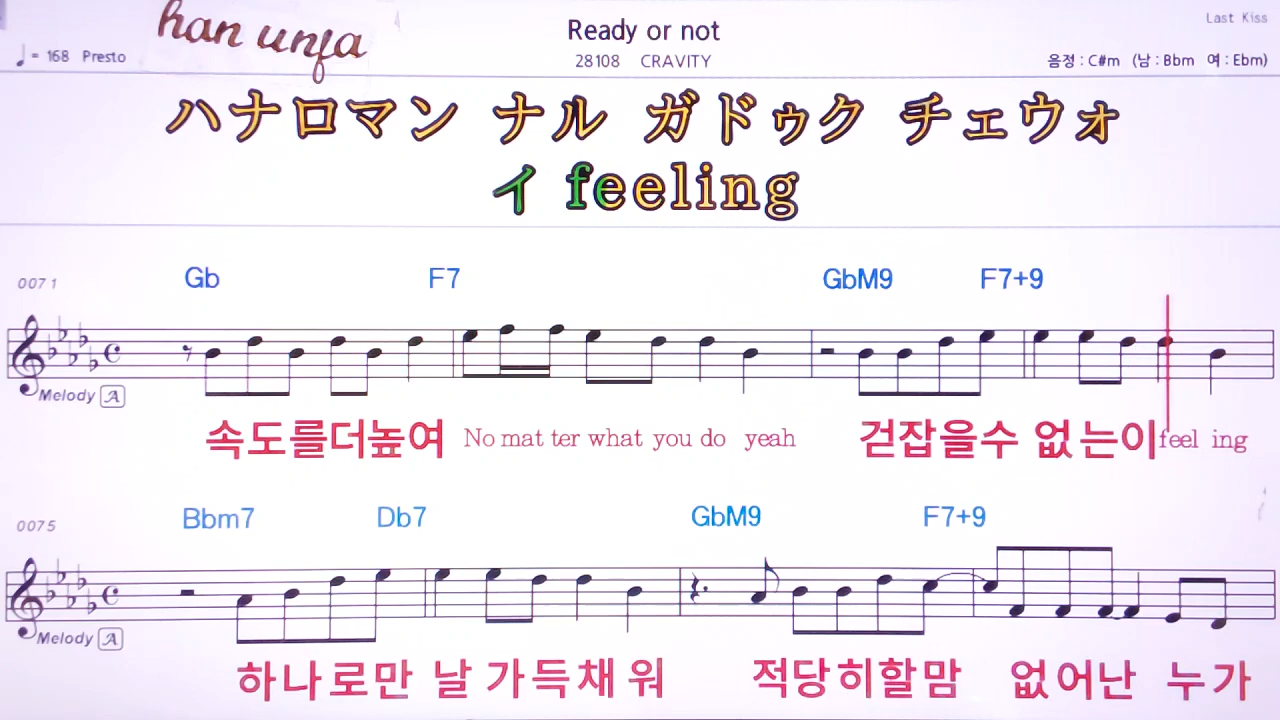 han unja
Ready or not
Last Kiss
♩= 168 Presto
28108 CRAVITY
음정 : C#m (남 : Bbm 여 : Ebm)
ハナロマン ナル ガドゥク チェウォ
イ feeling
0071
Gb F7 GbM9 F7+9
Melody A
속도를더높여 No mat ter what you do yeah 걷잡을수 없는이 feel ing
0075
Bbm7 Db7 GbM9 F7+9
Melody A
하나로만 날 가득채 워 적당히할맘 없어난 누가